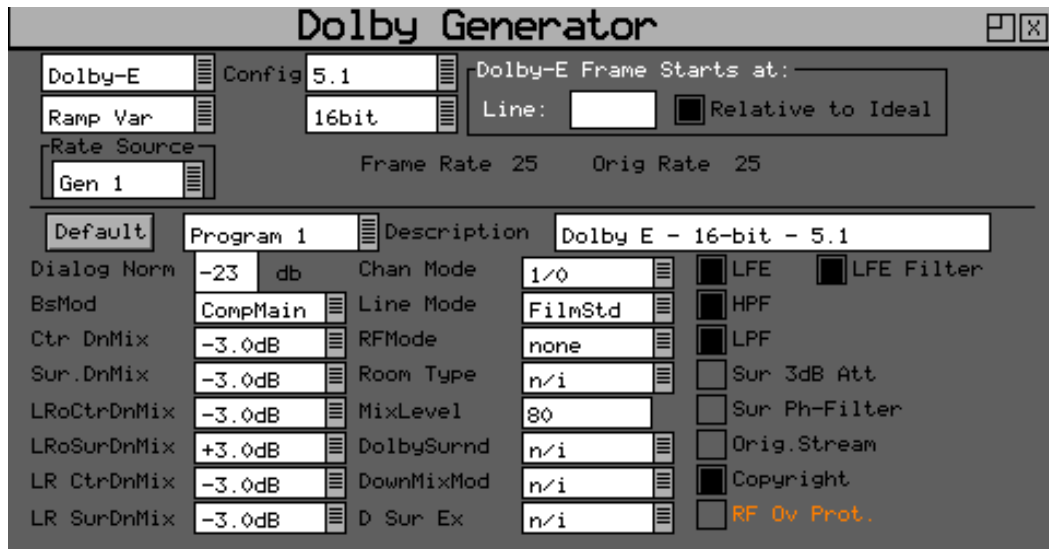 Dolby Generator
Dolby-E Config 5.1 Dolby-E Frame Starts at:
Ramp Var 16bit Line: Relative to Ideal
Rate Source
Gen 1 Frame Rate 25 Orig Rate 25
Default Program 1 Description Dolby E - 16-bit - 5.1
Dialog Norm -23 db Chan Mode 1/0 LFE LFE Filter
BsMod CompMain Line Mode FilmStd HPF
Ctr DnMix -3.0dB RFMode none LPF
Sur.DnMix -3.0dB Room Type n/i Sur 3dB Att
LRoCtrDnMix -3.0dB MixLevel 80 Sur Ph-Filter
LRoSurDnMix +3.0dB DolbySurnd n/i Orig.Stream
LR CtrDnMix -3.0dB DownMixMod n/i Copyright
LR SurDnMix -3.0dB D Sur Ex n/i RF Ov Prot.